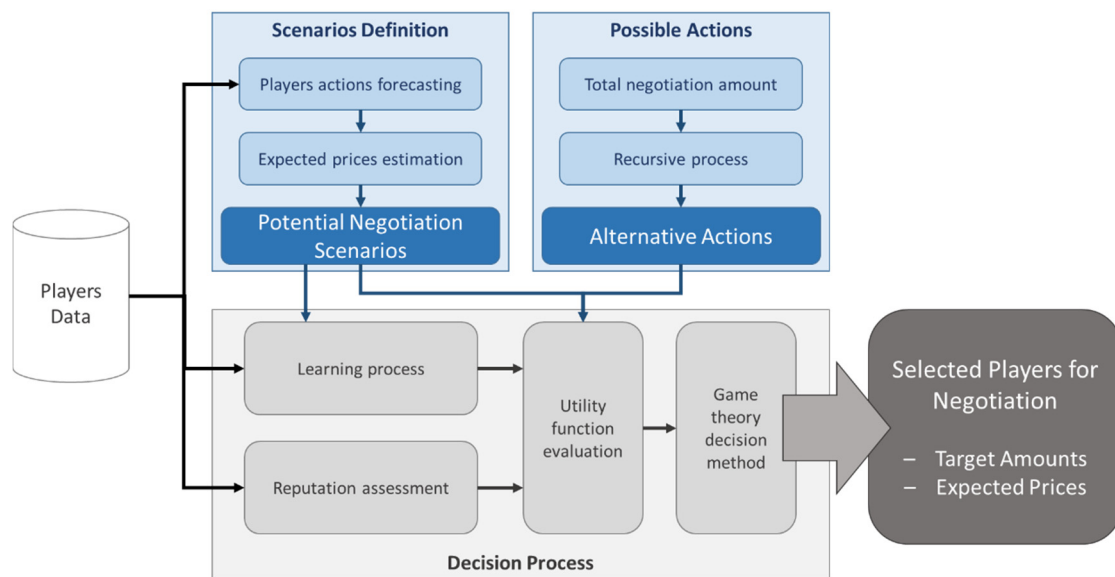 Scenarios Definition
Players actions forecasting
Expected prices estimation
Potential Negotiation
Scenarios
Possible Actions
Total negotiation amount
Recursive process
Alternative Actions
Players
Data
Learning process
Reputation assessment
Utility
function
evaluation
Game
theory
decision
method
Decision Process
Selected Players for
Negotiation
– Target Amounts
– Expected Prices